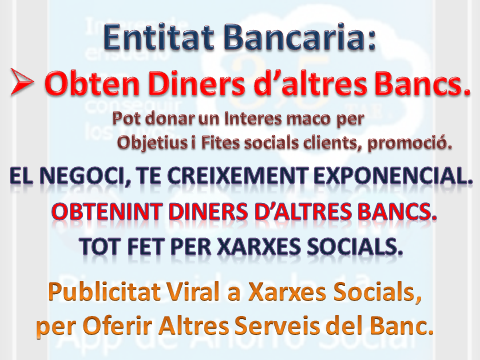 Entitat Bancaria:
➢ Obten Diners d'altres Bancs.
Pot donar un Interes maco per
Objetius i Fites socials clients, promoció.
EL NEGOCI, TE CREIXEMENT EXPONENCIAL.
OBTENINT DINERS D'ALTRES BANCS.
TOT FET PER XARXES SOCIALS.
Publicitat Viral a Xarxes Socials,
per Oferir Altres Serveis del Banc.